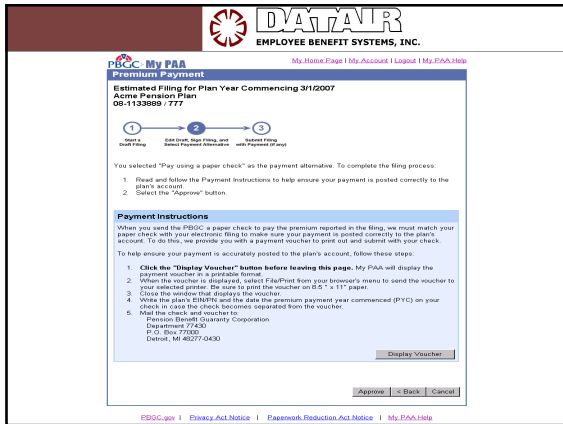 DATAIR
EMPLOYEE BENEFIT SYSTEMS, INC.
PBGC - My PAA
My Home Page | My Account | Logout | My PAA Help
Premium Payment
Estimated Filing for Plan Year Commencing 3/1/2007
Acme Pension Plan
08-1133889 / 777
1 2 3
Start a Edit Draft, Sign Filing, and Submit Filing
Draft Filing Select Payment Alternative with Payment (if any)
You selected "Pay using a paper check" as the payment alternative. To complete the filing process:
1. Read and follow the Payment Instructions to help ensure your payment is posted correctly to the
plan's account.
2. Select the "Approve" button.
Payment Instructions
When you send the PBGC a paper check to pay the premium reported in the filing, we must match your
paper check with your electronic filing to make sure your payment is posted correctly to the plan's
account. To do this, we provide you with a payment voucher to print out and submit with your check.
To help ensure your payment is accurately posted to the plan's account, follow these steps:
1. Click the "Display Voucher" button before leaving this page. My PAA will display the
payment voucher in a printable format.
2. When the voucher is displayed, select File/Print from your browser's menu to send the voucher to
your selected printer. Be sure to print the voucher on 8.5 " x 11" paper.
3. Close the window that displays the voucher.
4. Write the plan's EIN/PN and the date the premium payment year commenced (PYC) on your
check in case the check becomes separated from the voucher.
5. Mail the check and voucher to:
Pension Benefit Guaranty Corporation
Department 77430
P.O. Box 77000
Detroit, MI 48277-0430
Display Voucher
Approve < Back Cancel
PBGC.gov | Privacy Act Notice | Paperwork Reduction Act Notice | My PAA Help